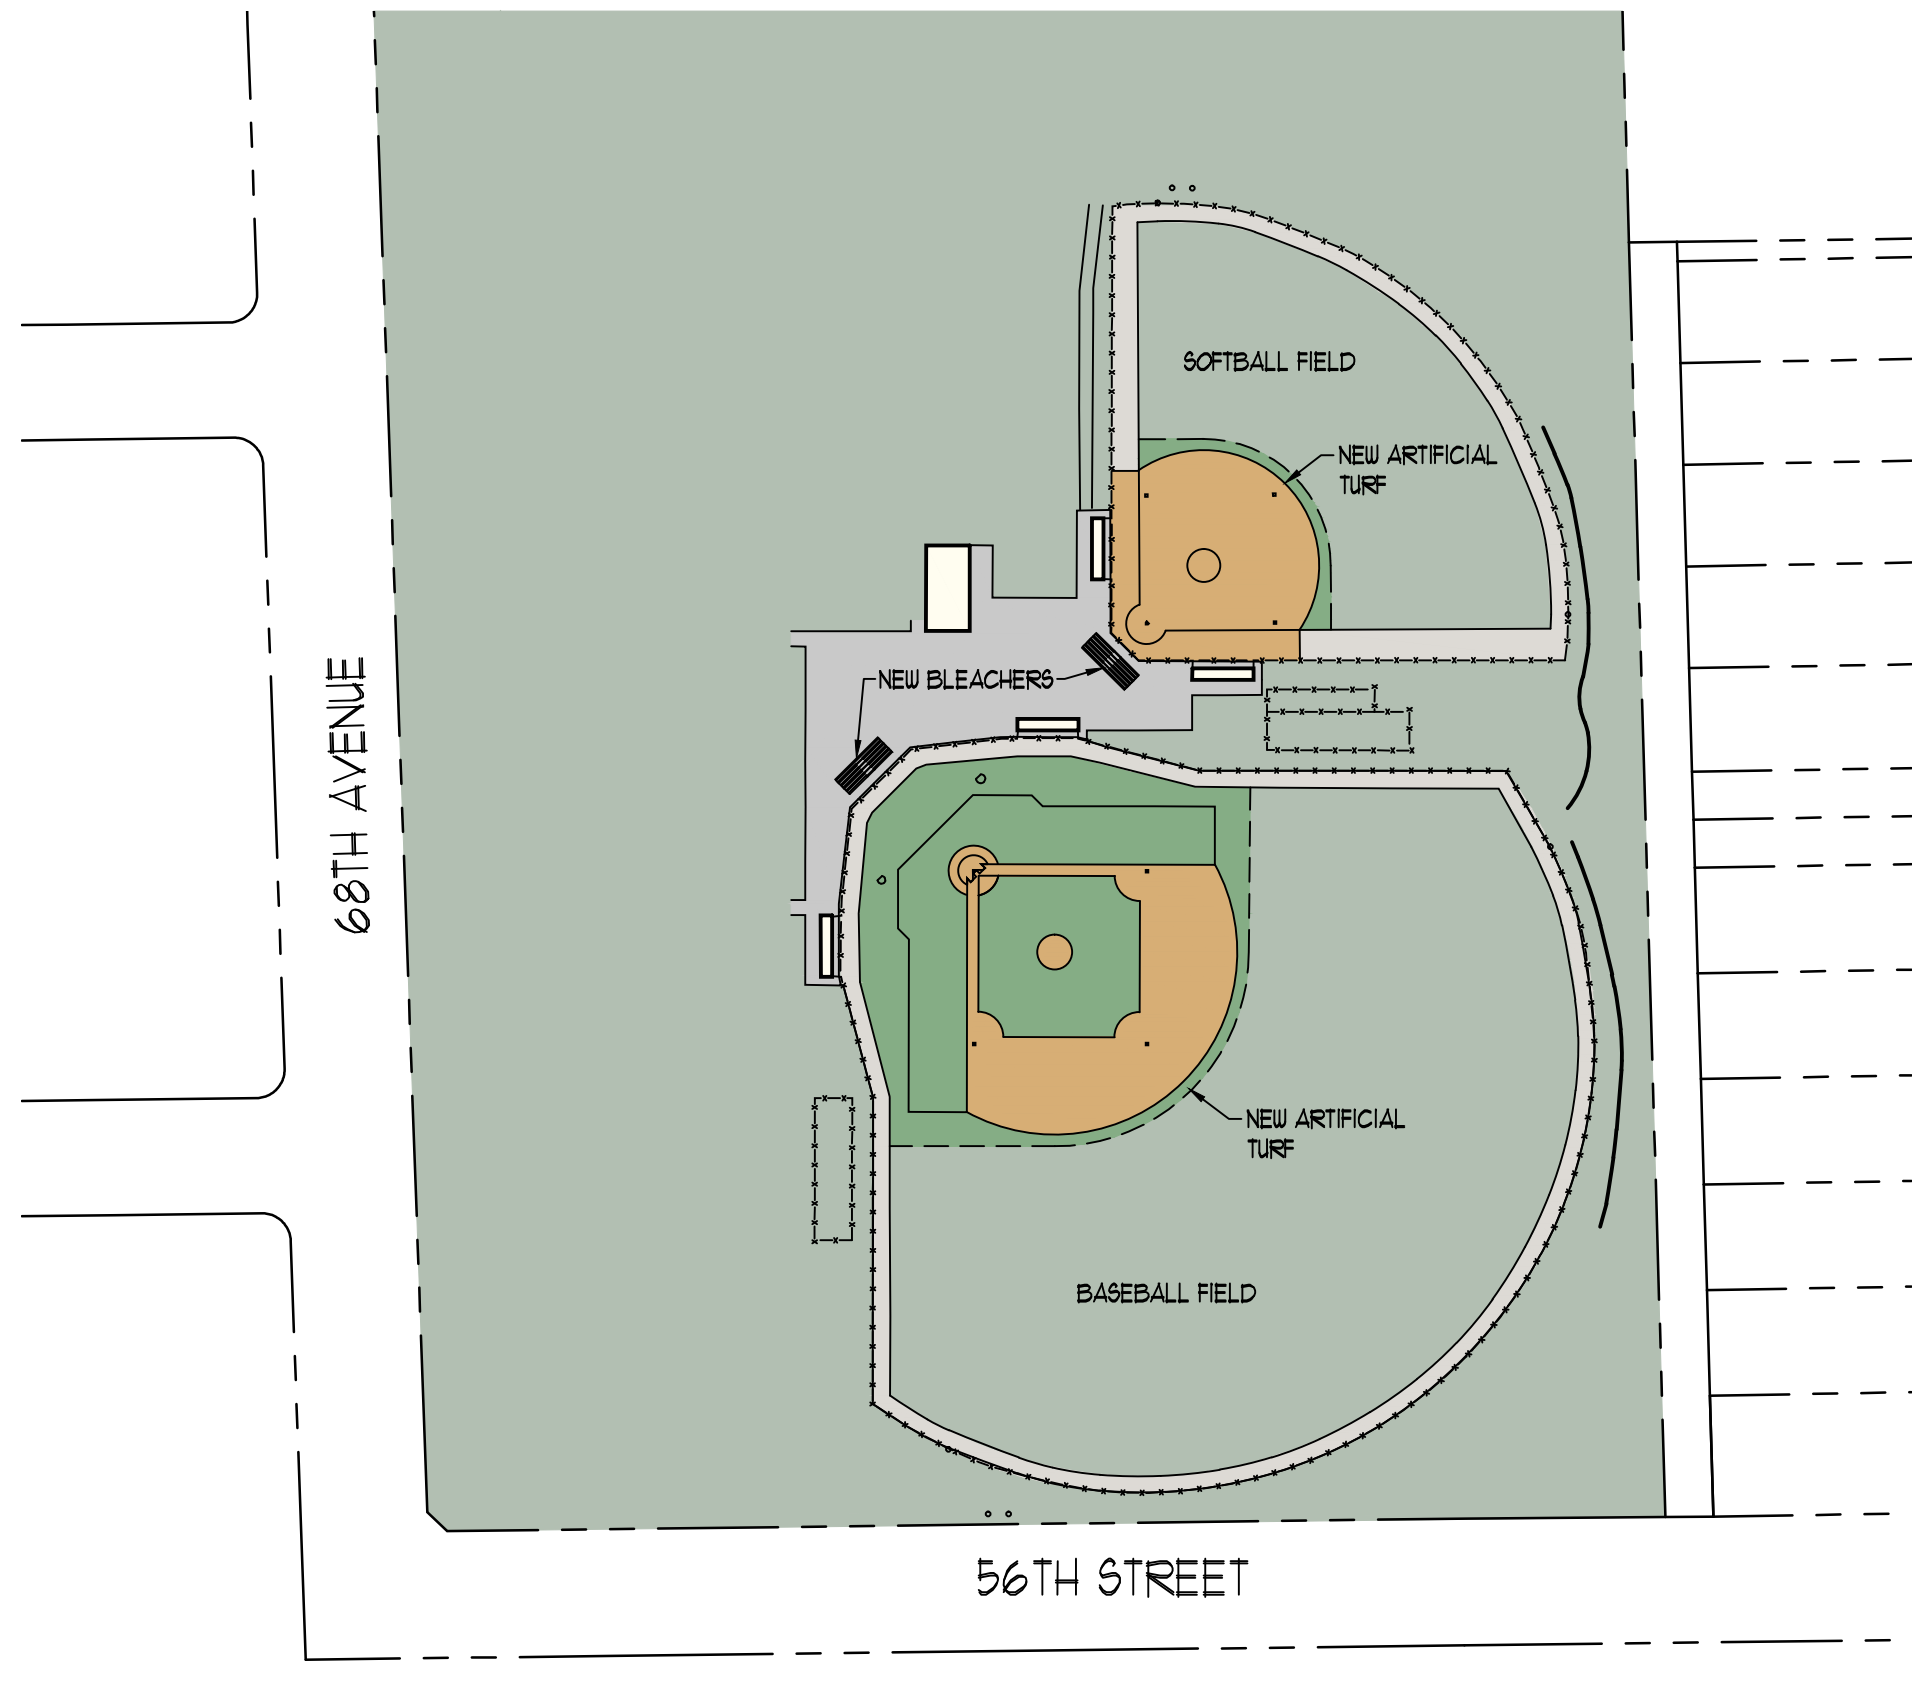 SOFTBALL FIELD
NEW ARTIFICIAL
TURF
NEW BLEACHERS
68TH AVENUE
NEW ARTIFICIAL
TURF
BASEBALL FIELD
56TH STREET